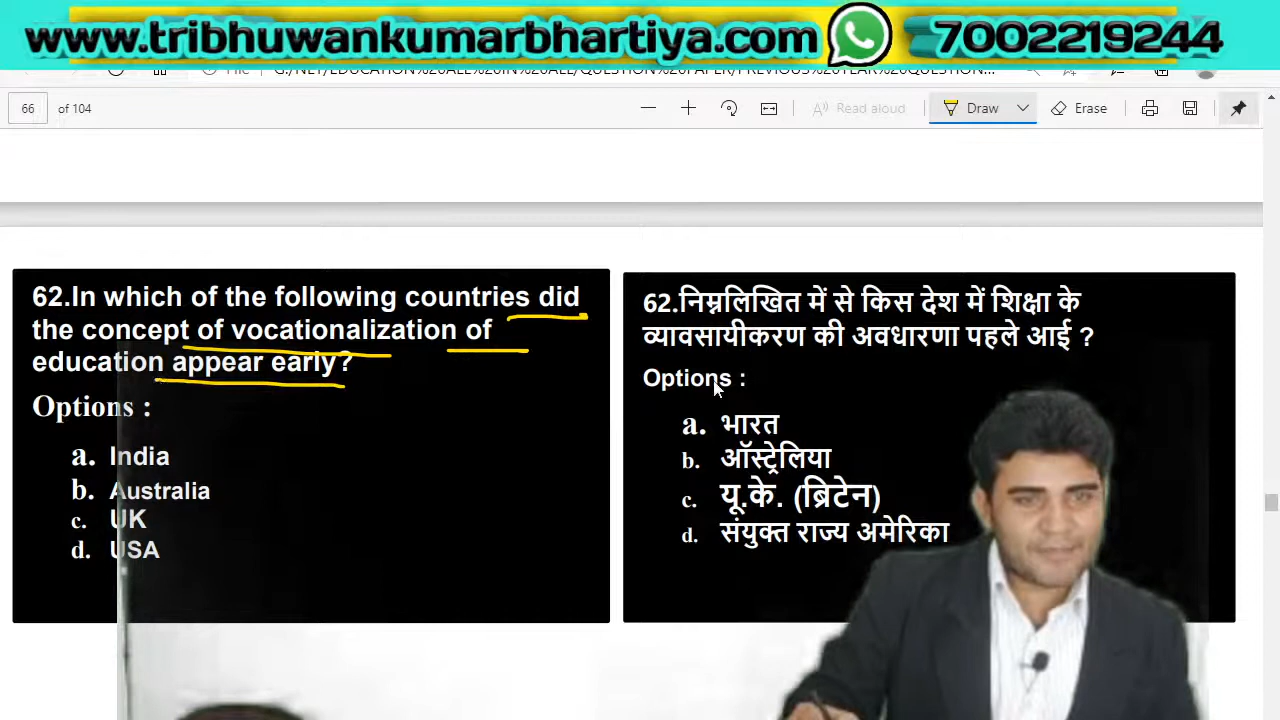 www.tribhuwankumarbhartiya.com 7002219244
66 of 104 Read aloud Draw Erase
62.In which of the following countries did
the concept of vocationalization of
education appear early?
Options :
a. India
b. Australia
c. UK
d. USA
62.निम्नलिखित में से किस देश में शिक्षा के
व्यावसायीकरण की अवधारणा पहले आई ?
Options :
a. भारत
b. ऑस्ट्रेलिया
c. यू.के. (ब्रिटेन)
d. संयुक्त राज्य अमेरिका